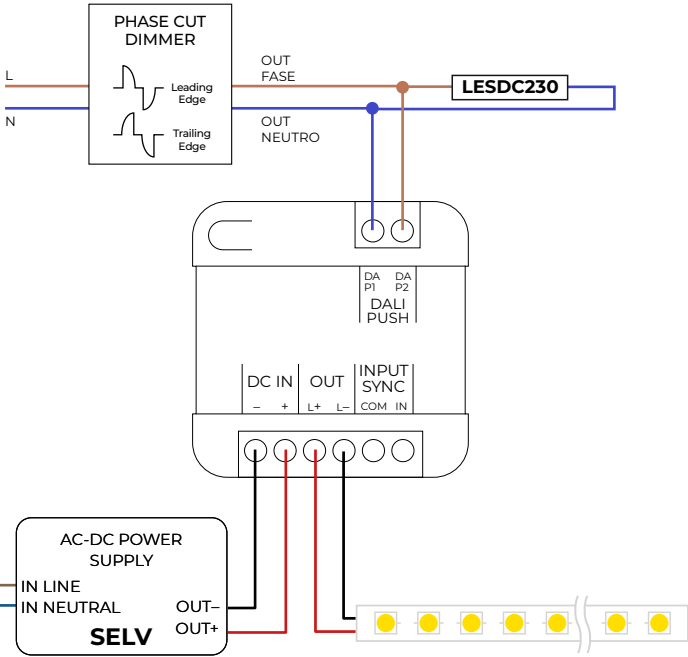 PHASE CUT
DIMMER
L
N
Leading
Edge
Trailing
Edge
OUT
FASE
OUT
NEUTRO
LESDC230
DA DA
P1 P2
DALI
PUSH
DC IN OUT INPUT
SYNC
– + L+ L– COM IN
AC-DC POWER
SUPPLY
IN LINE
IN NEUTRAL
OUT–
OUT+
SELV